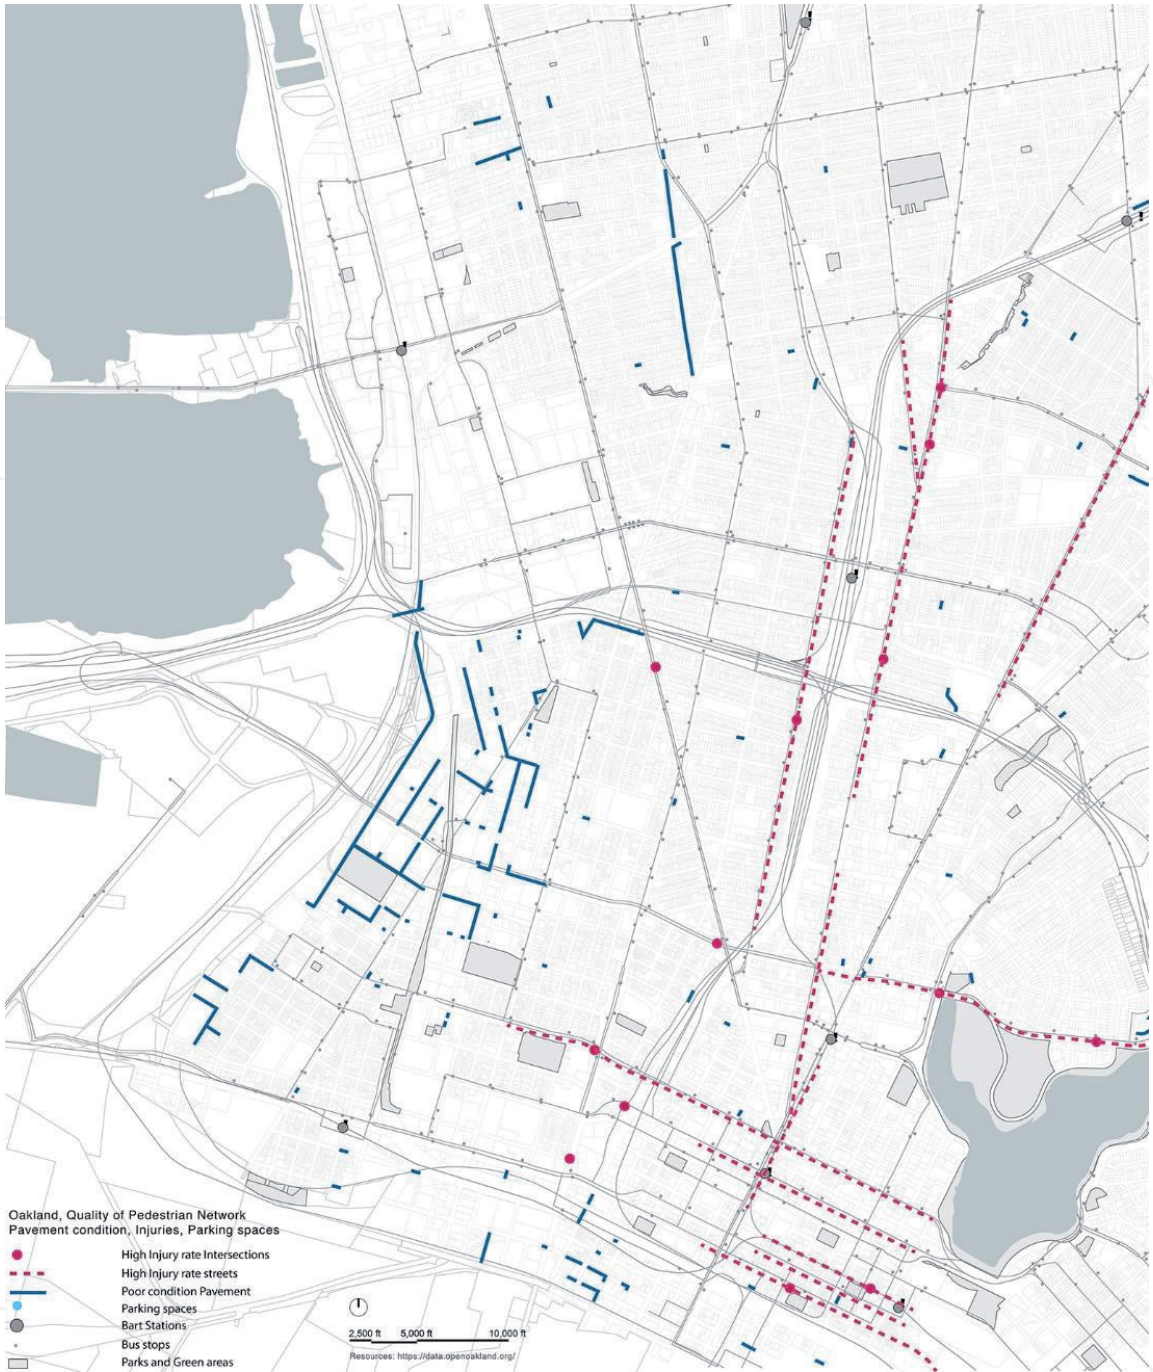 Oakland, Quality of Pedestrian Network
Pavement condition, Injuries, Parking spaces
High Injury rate Intersections
High Injury rate streets
Poor condition Pavement
Parking spaces
Bart Stations
Bus stops
Parks and Green areas
2,500 ft 5,000 ft 10,000 ft
Resources: https://data.openoakland.org/